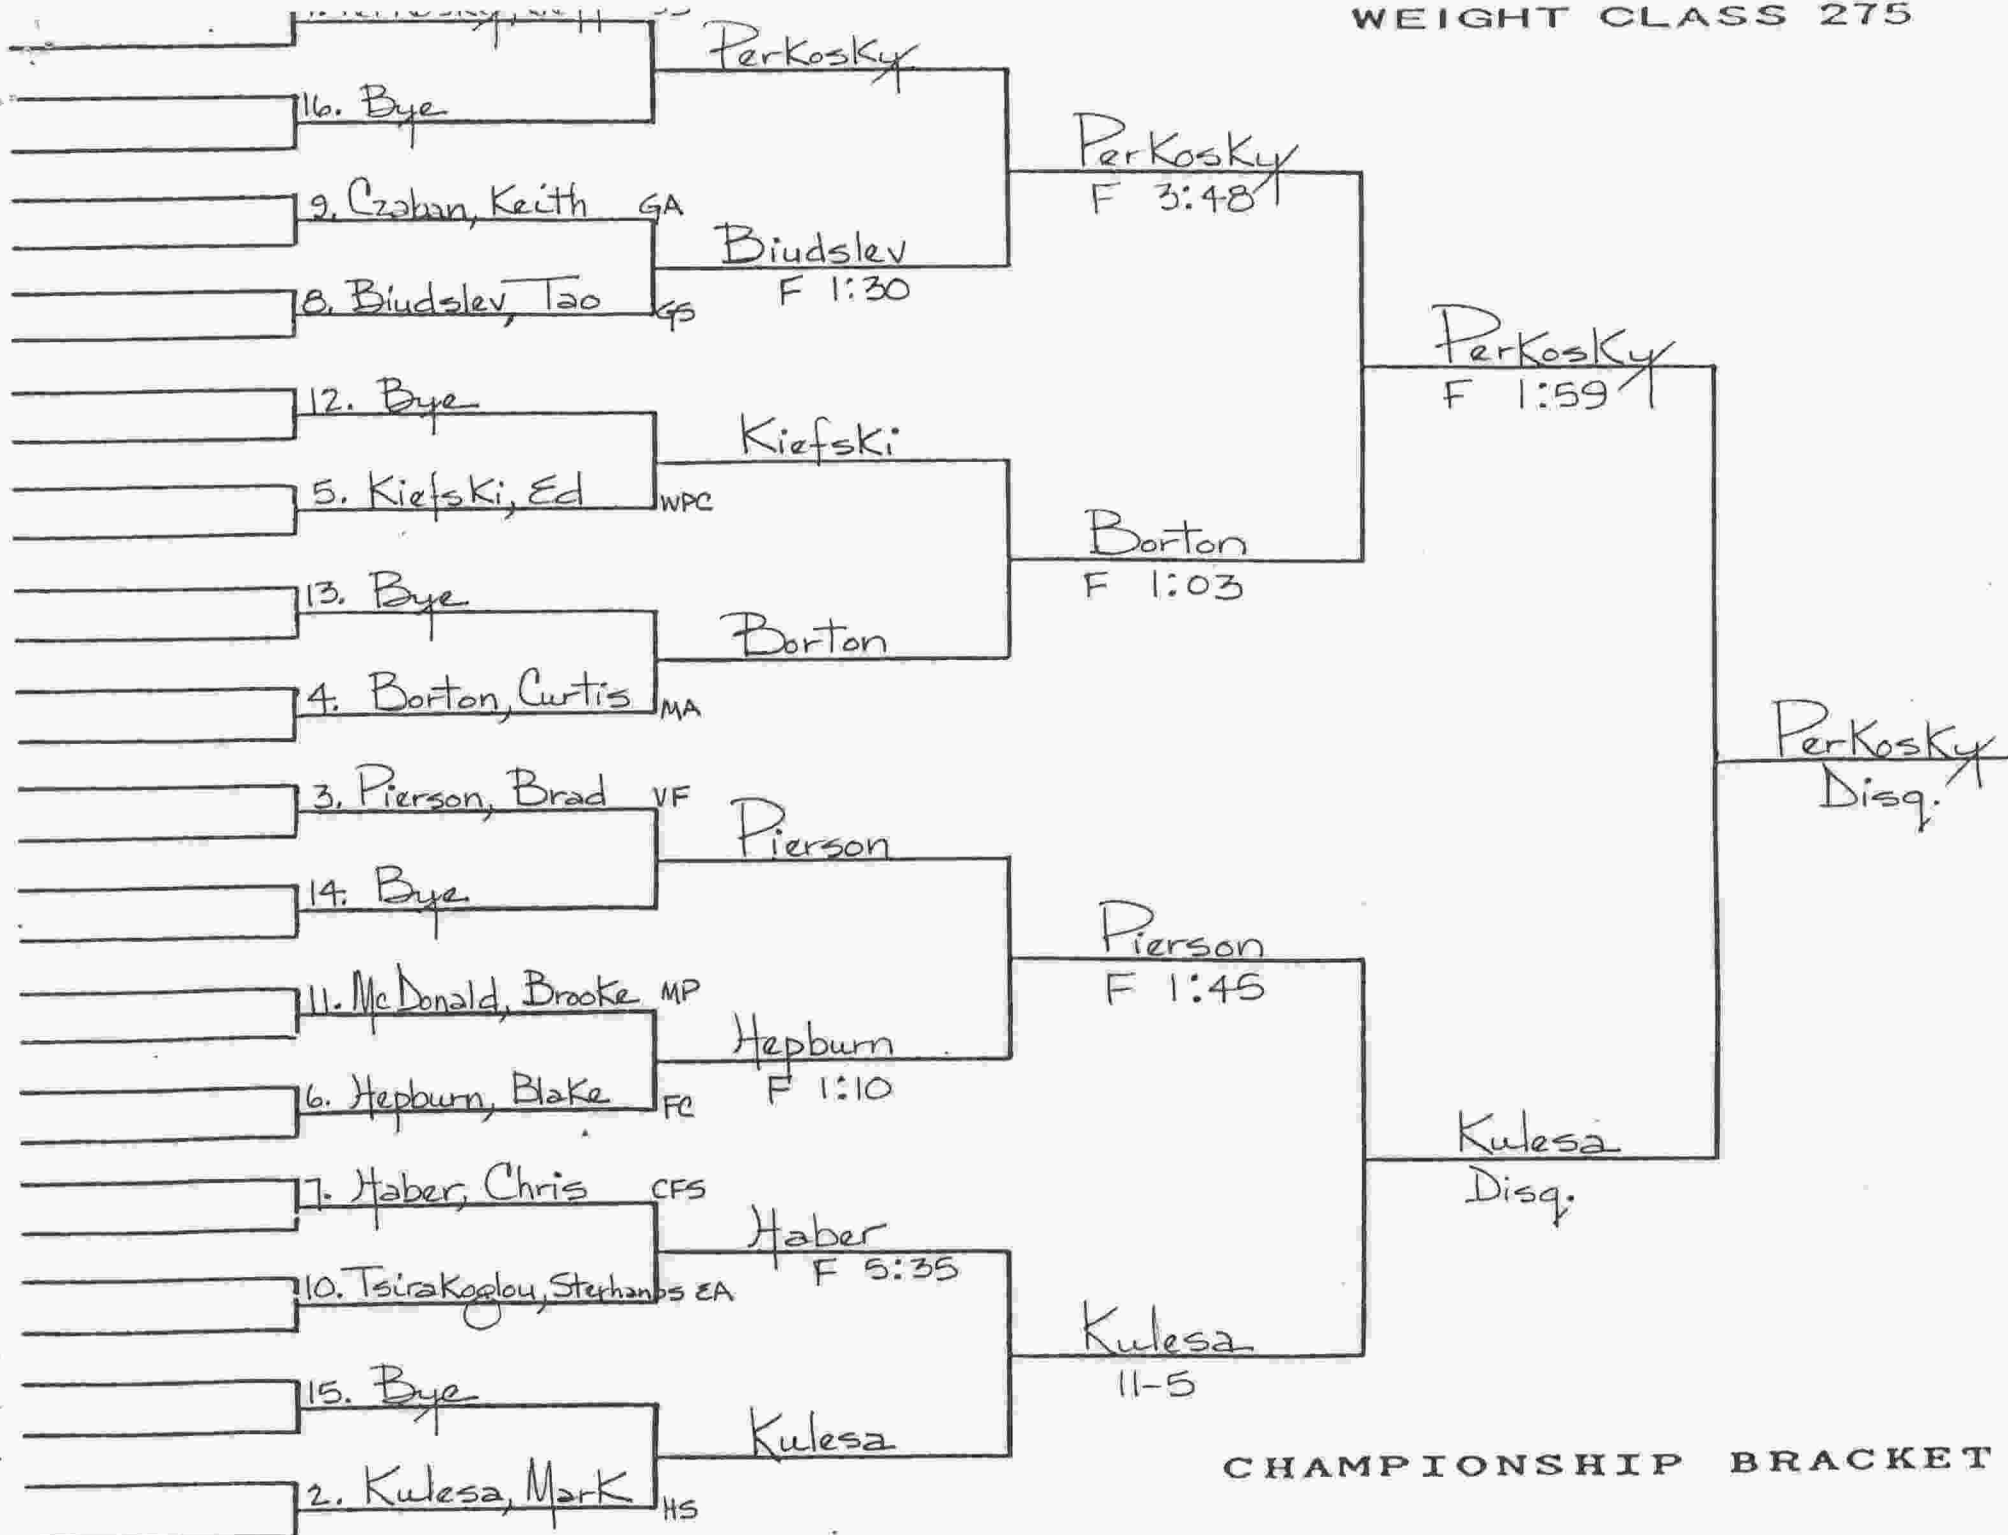 WEIGHT CLASS 275
Perkosky
16. Bye
Perkosky
F 3:48
9. Czaban, Keith GA
Biudslev
F 1:30
8. Biudslev, Tao GS
Perkosky
F 1:59
12. Bye
Kiefski
5. Kiefski, Ed WPC
Borton
F 1:03
13. Bye
Borton
4. Borton, Curtis MA
Perkosky
Disq.
3. Pierson, Brad VF
Pierson
14. Bye
Pierson
F 1:45
11. McDonald, Brooke MP
Hepburn
F 1:10
6. Hepburn, Blake FC
Kulesa
Disq.
7. Haber, Chris CFS
Haber
F 5:35
10. Tsirakoglou, Stephanos EA
Kulesa
11-5
15. Bye
Kulesa
2. Kulesa, Mark HS
CHAMPIONSHIP BRACKET